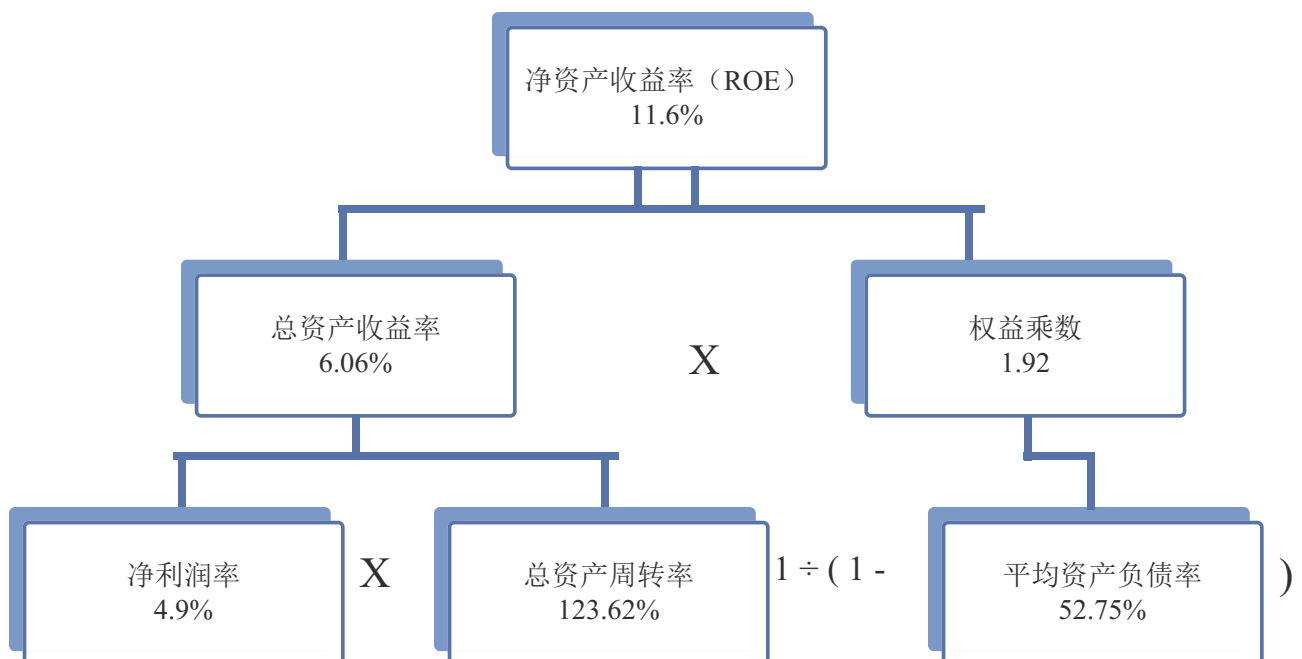 净资产收益率（ROE）
11.6%
总资产收益率
6.06%
X
权益乘数
1.92
净利润率
4.9%
X
总资产周转率
123.62%
1 ÷ ( 1 -
平均资产负债率
52.75%
)